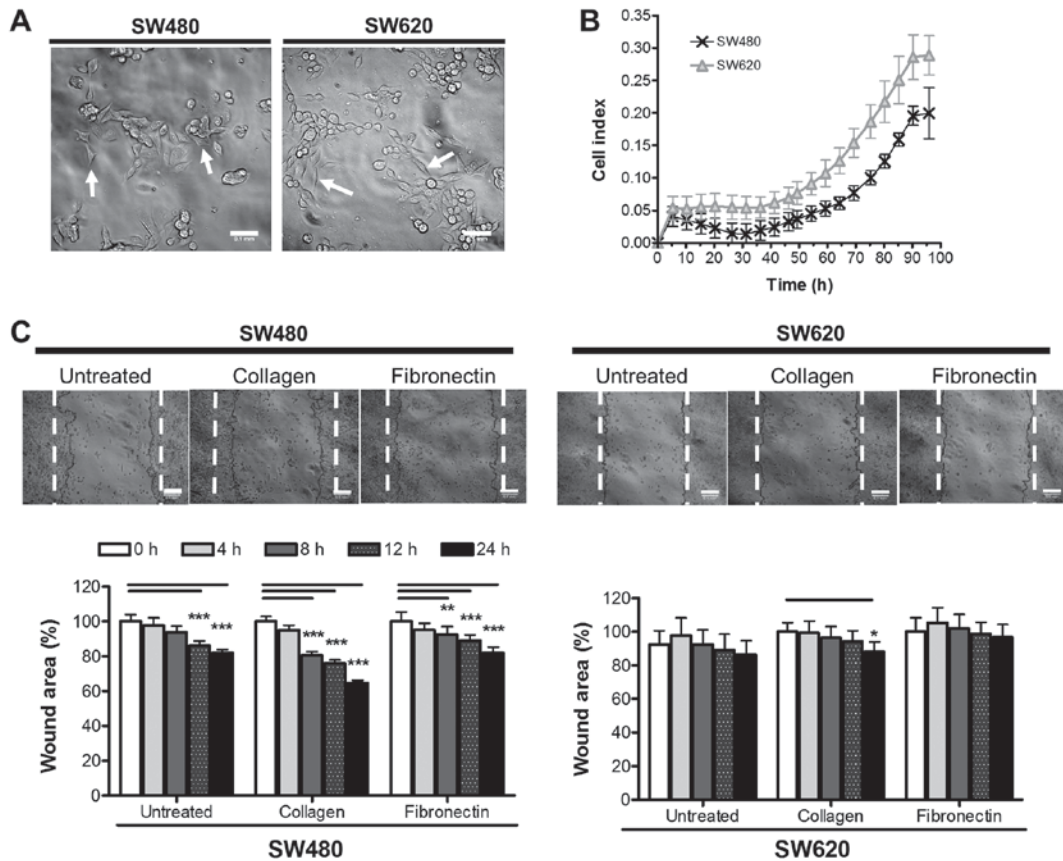 A
SW480
SW620
0.1 mm
B
SW480
SW620
Cell index
0.35
0.30
0.20
0.10
0.05
0.00
0 10 20 30 40 50 60 70 80 90 100
Time (h)
C
SW480
Untreated Collagen Fibronectin
SW620
Untreated Collagen Fibronectin
0 h 4 h 8 h 12 h 24 h
Wound area (%)
120
100
80
60
40
20
0
*** ***
*** *** ***
** *** ***
Untreated Collagen Fibronectin
SW480
Wound area (%)
120
100
80
60
40
20
0
*
Untreated Collagen Fibronectin
SW620